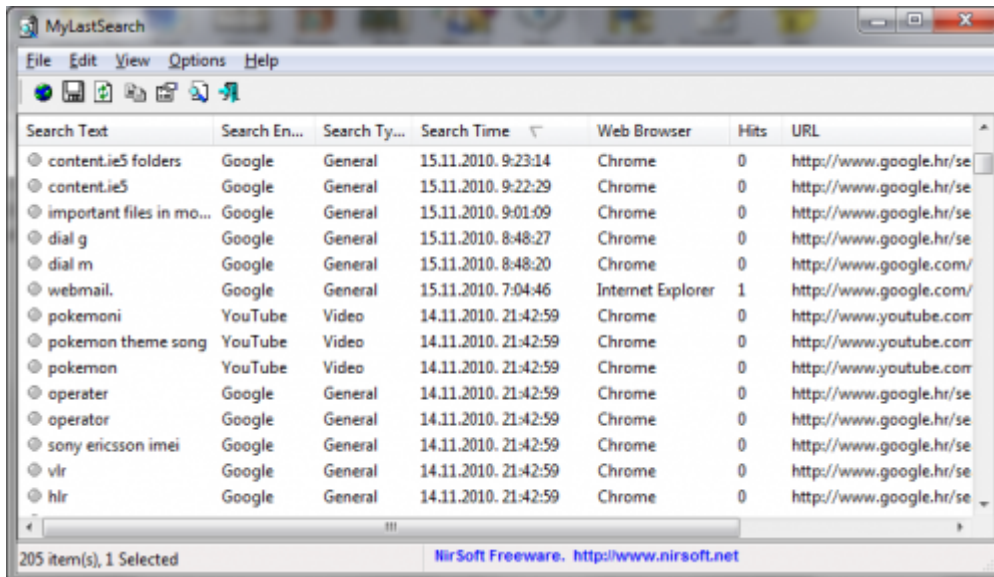 MyLastSearch
File Edit View Options Help
Search Text Search En... Search Ty... Search Time Web Browser Hits URL
content.ie5 folders Google General 15.11.2010. 9:23:14 Chrome 0 http://www.google.hr/se
content.ie5 Google General 15.11.2010. 9:22:29 Chrome 0 http://www.google.hr/se
important files in mo... Google General 15.11.2010. 9:01:09 Chrome 0 http://www.google.hr/se
dial g Google General 15.11.2010. 8:48:27 Chrome 0 http://www.google.hr/se
dial m Google General 15.11.2010. 8:48:20 Chrome 0 http://www.google.com/
webmail. Google General 15.11.2010. 7:04:46 Internet Explorer 1 http://www.google.com/
pokemoni YouTube Video 14.11.2010. 21:42:59 Chrome 0 http://www.youtube.com
pokemon theme song YouTube Video 14.11.2010. 21:42:59 Chrome 0 http://www.youtube.com
pokemon YouTube Video 14.11.2010. 21:42:59 Chrome 0 http://www.youtube.com
operater Google General 14.11.2010. 21:42:59 Chrome 0 http://www.google.hr/se
operator Google General 14.11.2010. 21:42:59 Chrome 0 http://www.google.hr/se
sony ericsson imei Google General 14.11.2010. 21:42:59 Chrome 0 http://www.google.hr/se
vlr Google General 14.11.2010. 21:42:59 Chrome 0 http://www.google.hr/se
hlr Google General 14.11.2010. 21:42:59 Chrome 0 http://www.google.hr/se
205 item(s), 1 Selected NirSoft Freeware. http://www.nirsoft.net